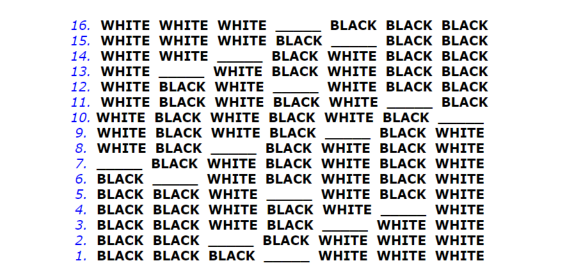 16. WHITE WHITE WHITE ______ BLACK BLACK BLACK
15. WHITE WHITE WHITE BLACK ______ BLACK BLACK
14. WHITE WHITE ______ BLACK WHITE BLACK BLACK
13. WHITE ______ WHITE BLACK WHITE BLACK BLACK
12. WHITE BLACK WHITE ______ WHITE BLACK BLACK
11. WHITE BLACK WHITE BLACK WHITE ______ BLACK
10. WHITE BLACK WHITE BLACK WHITE BLACK ______
9. WHITE BLACK WHITE BLACK ______ BLACK WHITE
8. WHITE BLACK ______ BLACK WHITE BLACK WHITE
7. ______ BLACK WHITE BLACK WHITE BLACK WHITE
6. BLACK ______ WHITE BLACK WHITE BLACK WHITE
5. BLACK BLACK WHITE ______ WHITE BLACK WHITE
4. BLACK BLACK WHITE BLACK WHITE ______ WHITE
3. BLACK BLACK WHITE BLACK ______ WHITE WHITE
2. BLACK BLACK ______ BLACK WHITE WHITE WHITE
1. BLACK BLACK BLACK ______ WHITE WHITE WHITE